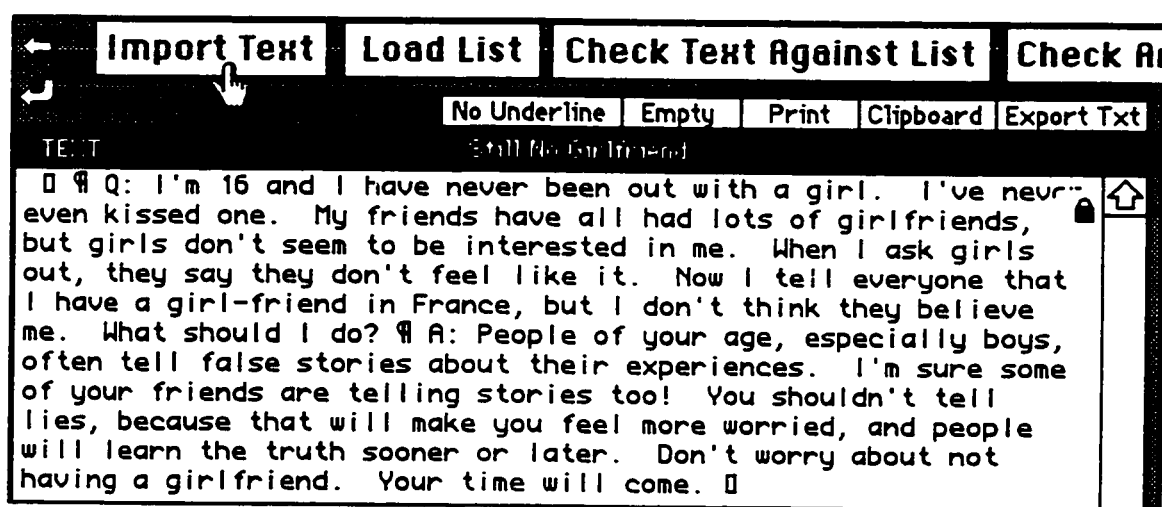 Import Text Load List Check Text Against List Check
No Underline Empty Print Clipboard Export Txt
TEXT Still No Girlfriend
¶ Q: I'm 16 and I have never been out with a girl. I've never
even kissed one. My friends have all had lots of girlfriends,
but girls don't seem to be interested in me. When I ask girls
out, they say they don't feel like it. Now I tell everyone that
I have a girl-friend in France, but I don't think they believe
me. What should I do? ¶ A: People of your age, especially boys,
often tell false stories about their experiences. I'm sure some
of your friends are telling stories too! You shouldn't tell
lies, because that will make you feel more worried, and people
will learn the truth sooner or later. Don't worry about not
having a girlfriend. Your time will come.